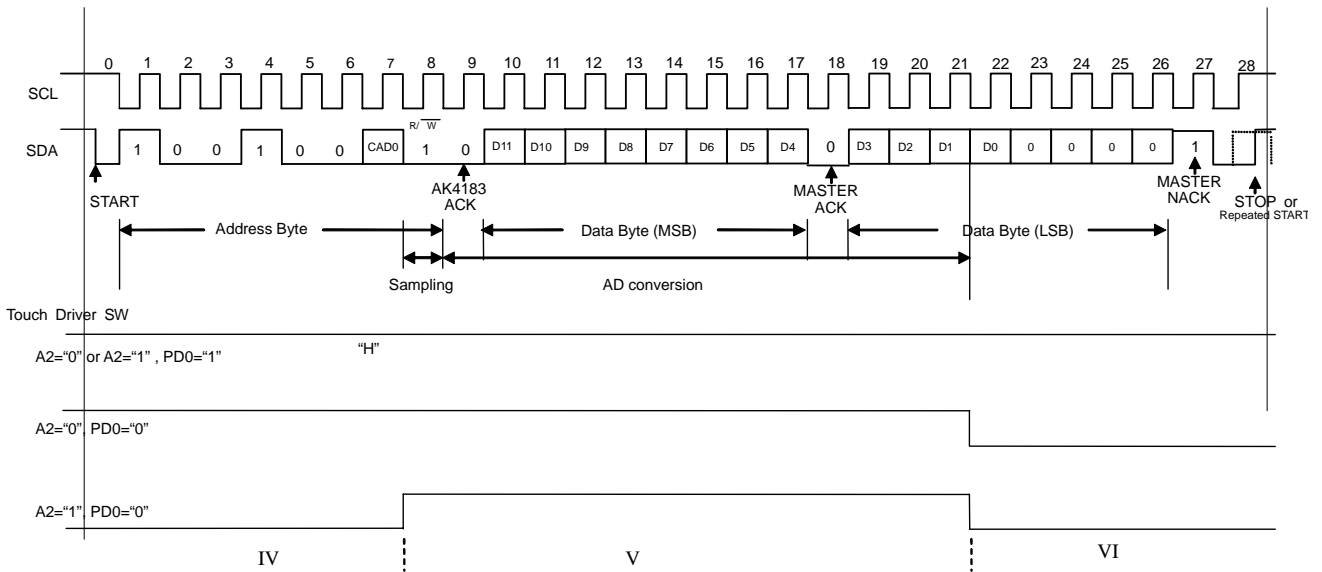 0 1 2 3 4 5 6 7 8 9 10 11 12 13 14 15 16 17 18 19 20 21 22 23 24 25 26 27 28
SCL
R/ W
SDA 1 0 0 1 0 0 CAD0 1 0 D11 D10 D9 D8 D7 D6 D5 D4 0 D3 D2 D1 D0 0 0 0 0 1
START AK4183 ACK MASTER ACK MASTER NACK STOP or Repeated START
Address Byte Data Byte (MSB) Data Byte (LSB)
Sampling AD conversion
Touch Driver SW
A2=“0” or A2=“1” , PD0=“1” “H”
A2=“0”, PD0=“0”
A2=“1”, PD0=“0”
IV V VI